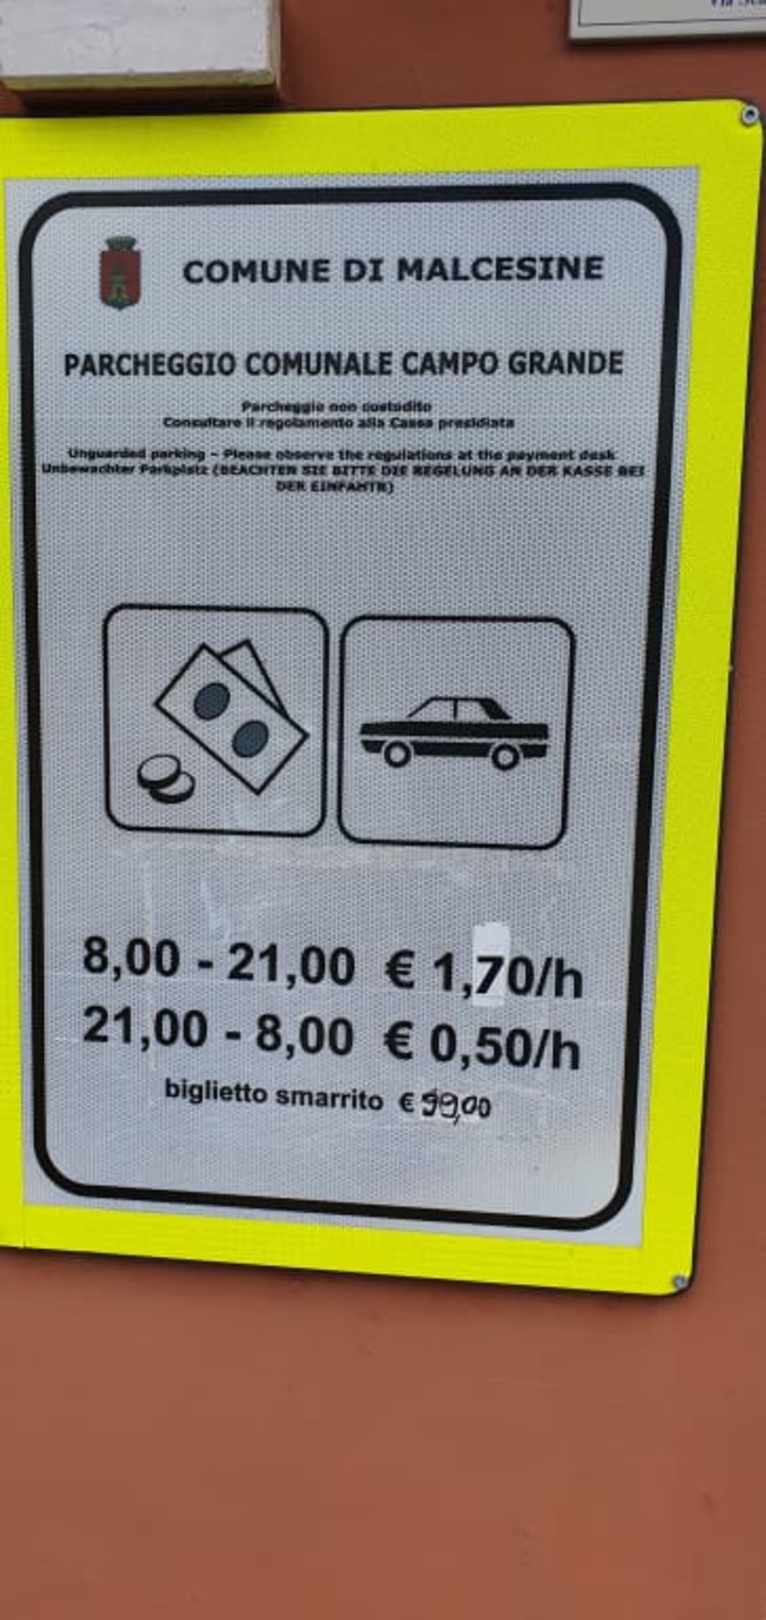 COMUNE DI MALCESINE
PARCHEGGIO COMUNALE CAMPO GRANDE
Parcheggio non custodito
Consultare il regolamento alla Cassa presidiata
Unguarded parking – Please observe the regulations at the payment desk
Unbewachter Parkplatz (BEACHTEN SIE BITTE DIE REGELUNG AN DER KASSE BEI
DER EINFAHTR)
8,00 - 21,00 € 1,70/h
21,00 - 8,00 € 0,50/h
biglietto smarrito € 99,00